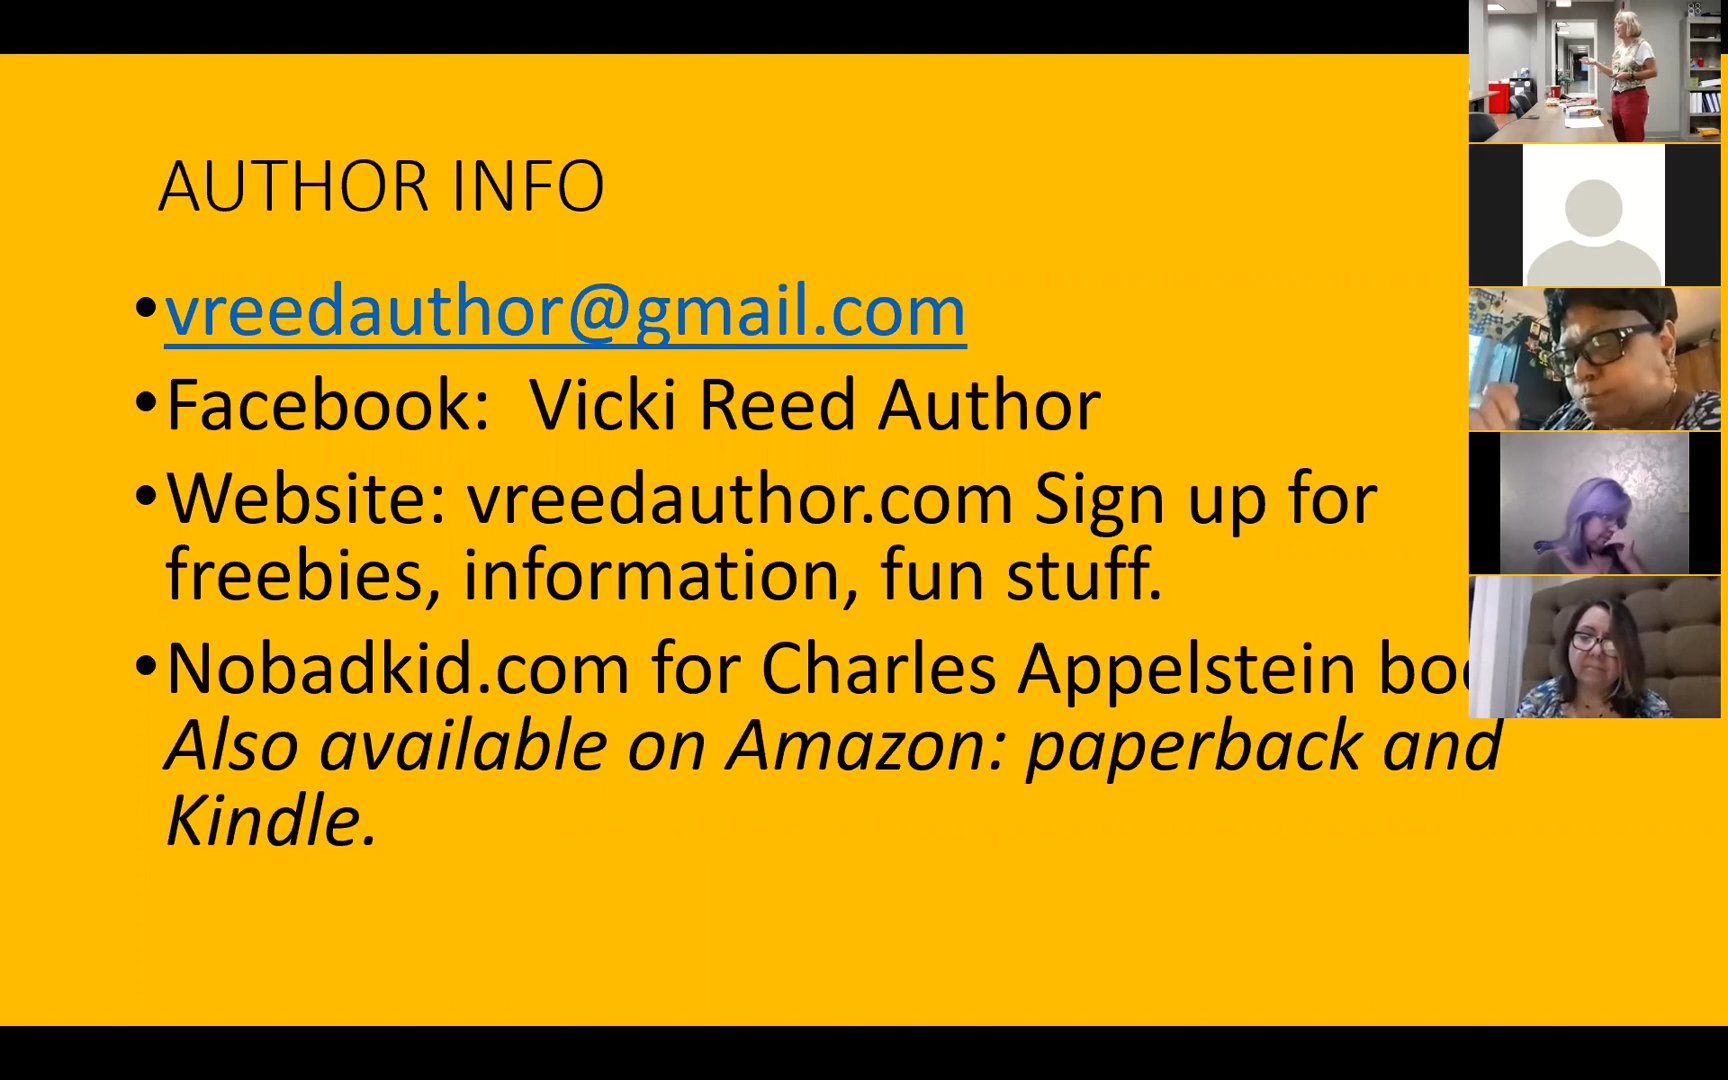 AUTHOR INFO
•vreedauthor@gmail.com
•Facebook:  Vicki Reed Author
•Website: vreedauthor.com Sign up for
freebies, information, fun stuff.
•Nobadkid.com for Charles Appelstein
Also available on Amazon: paperback and
Kindle.